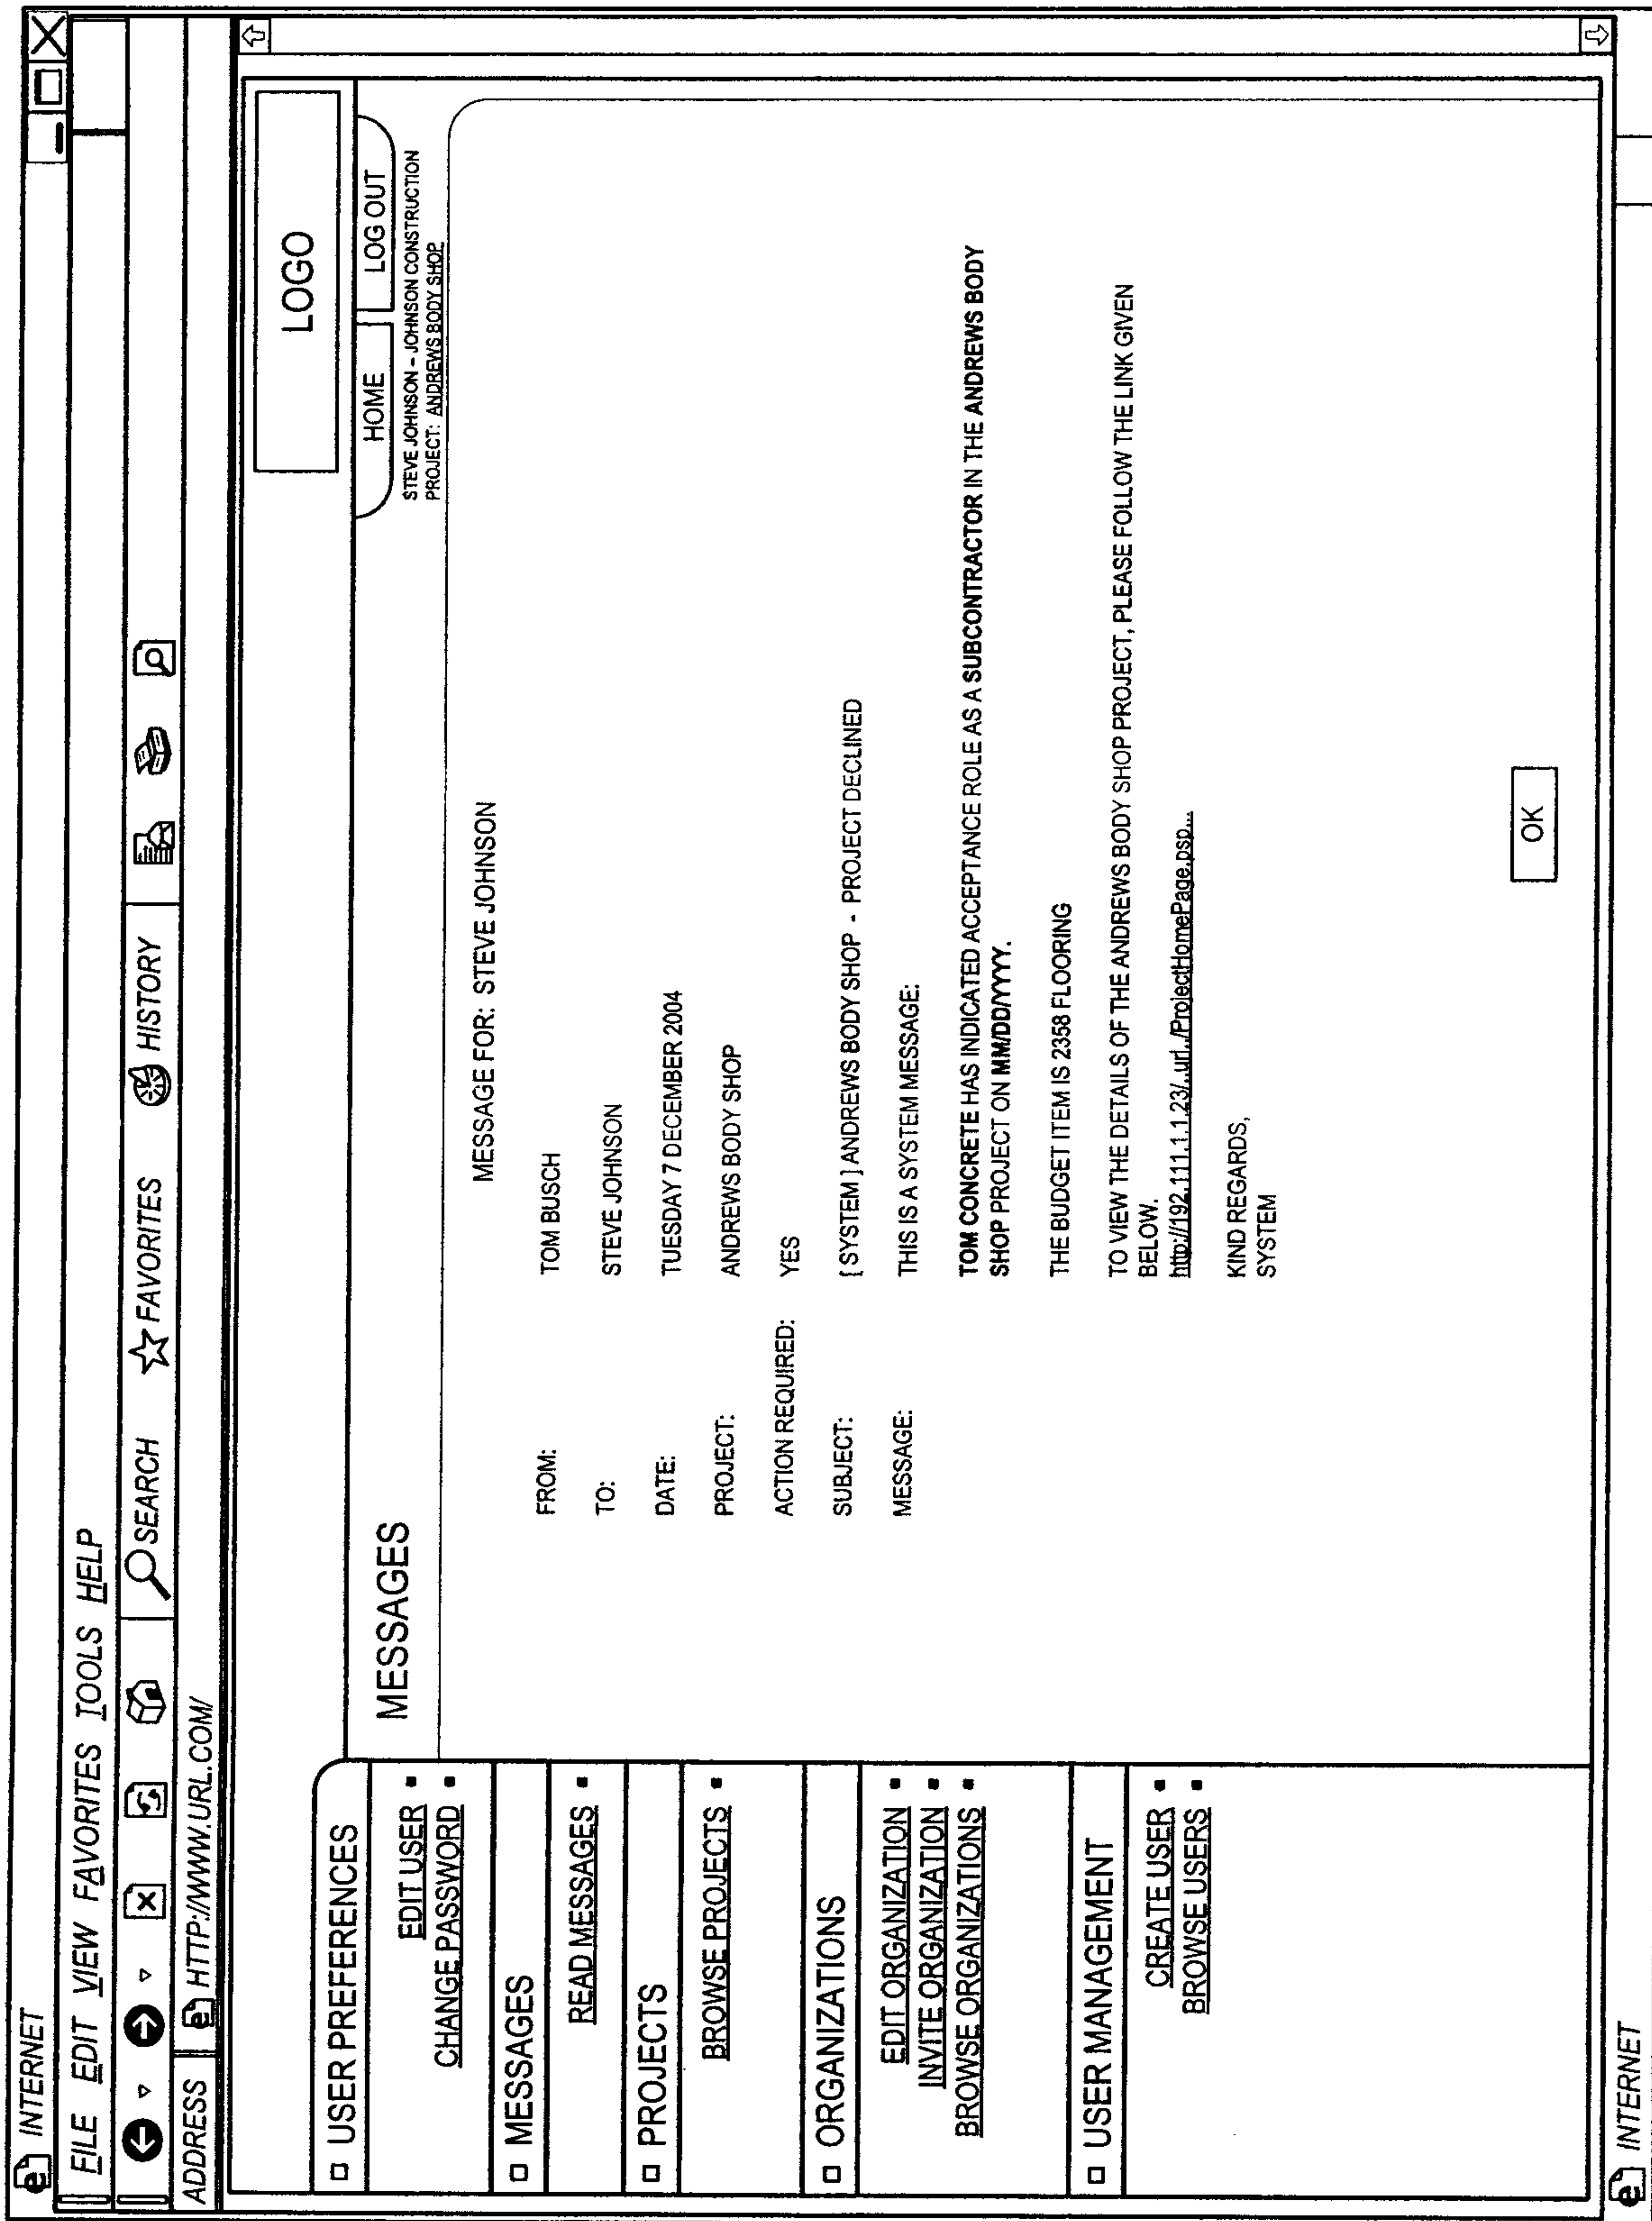 INTERNET
FILE EDIT VIEW FAVORITES TOOLS HELP
SEARCH FAVORITES HISTORY
ADDRESS HTTP://WWW.URL.COM/
LOGO
HOME LOG OUT
STEVE JOHNSON – JOHNSON CONSTRUCTION
PROJECT: ANDREWS BODY SHOP
USER PREFERENCES
EDIT USER
CHANGE PASSWORD
MESSAGES
READ MESSAGES
PROJECTS
BROWSE PROJECTS
ORGANIZATIONS
EDIT ORGANIZATION
INVITE ORGANIZATION
BROWSE ORGANIZATIONS
USER MANAGEMENT
CREATE USER
BROWSE USERS
MESSAGES
MESSAGE FOR: STEVE JOHNSON
FROM: TOM BUSCH
TO: STEVE JOHNSON
DATE: TUESDAY 7 DECEMBER 2004
PROJECT: ANDREWS BODY SHOP
ACTION REQUIRED: YES
SUBJECT: [ SYSTEM ] ANDREWS BODY SHOP - PROJECT DECLINED
MESSAGE: THIS IS A SYSTEM MESSAGE:
TOM CONCRETE HAS INDICATED ACCEPTANCE ROLE AS A SUBCONTRACTOR IN THE ANDREWS BODY
SHOP PROJECT ON MM/DD/YYYY.
THE BUDGET ITEM IS 2358 FLOORING
TO VIEW THE DETAILS OF THE ANDREWS BODY SHOP PROJECT, PLEASE FOLLOW THE LINK GIVEN
BELOW.
http://192.111.1.1.23/..url../ProjectHomePage.psp...
KIND REGARDS,
SYSTEM
OK
INTERNET